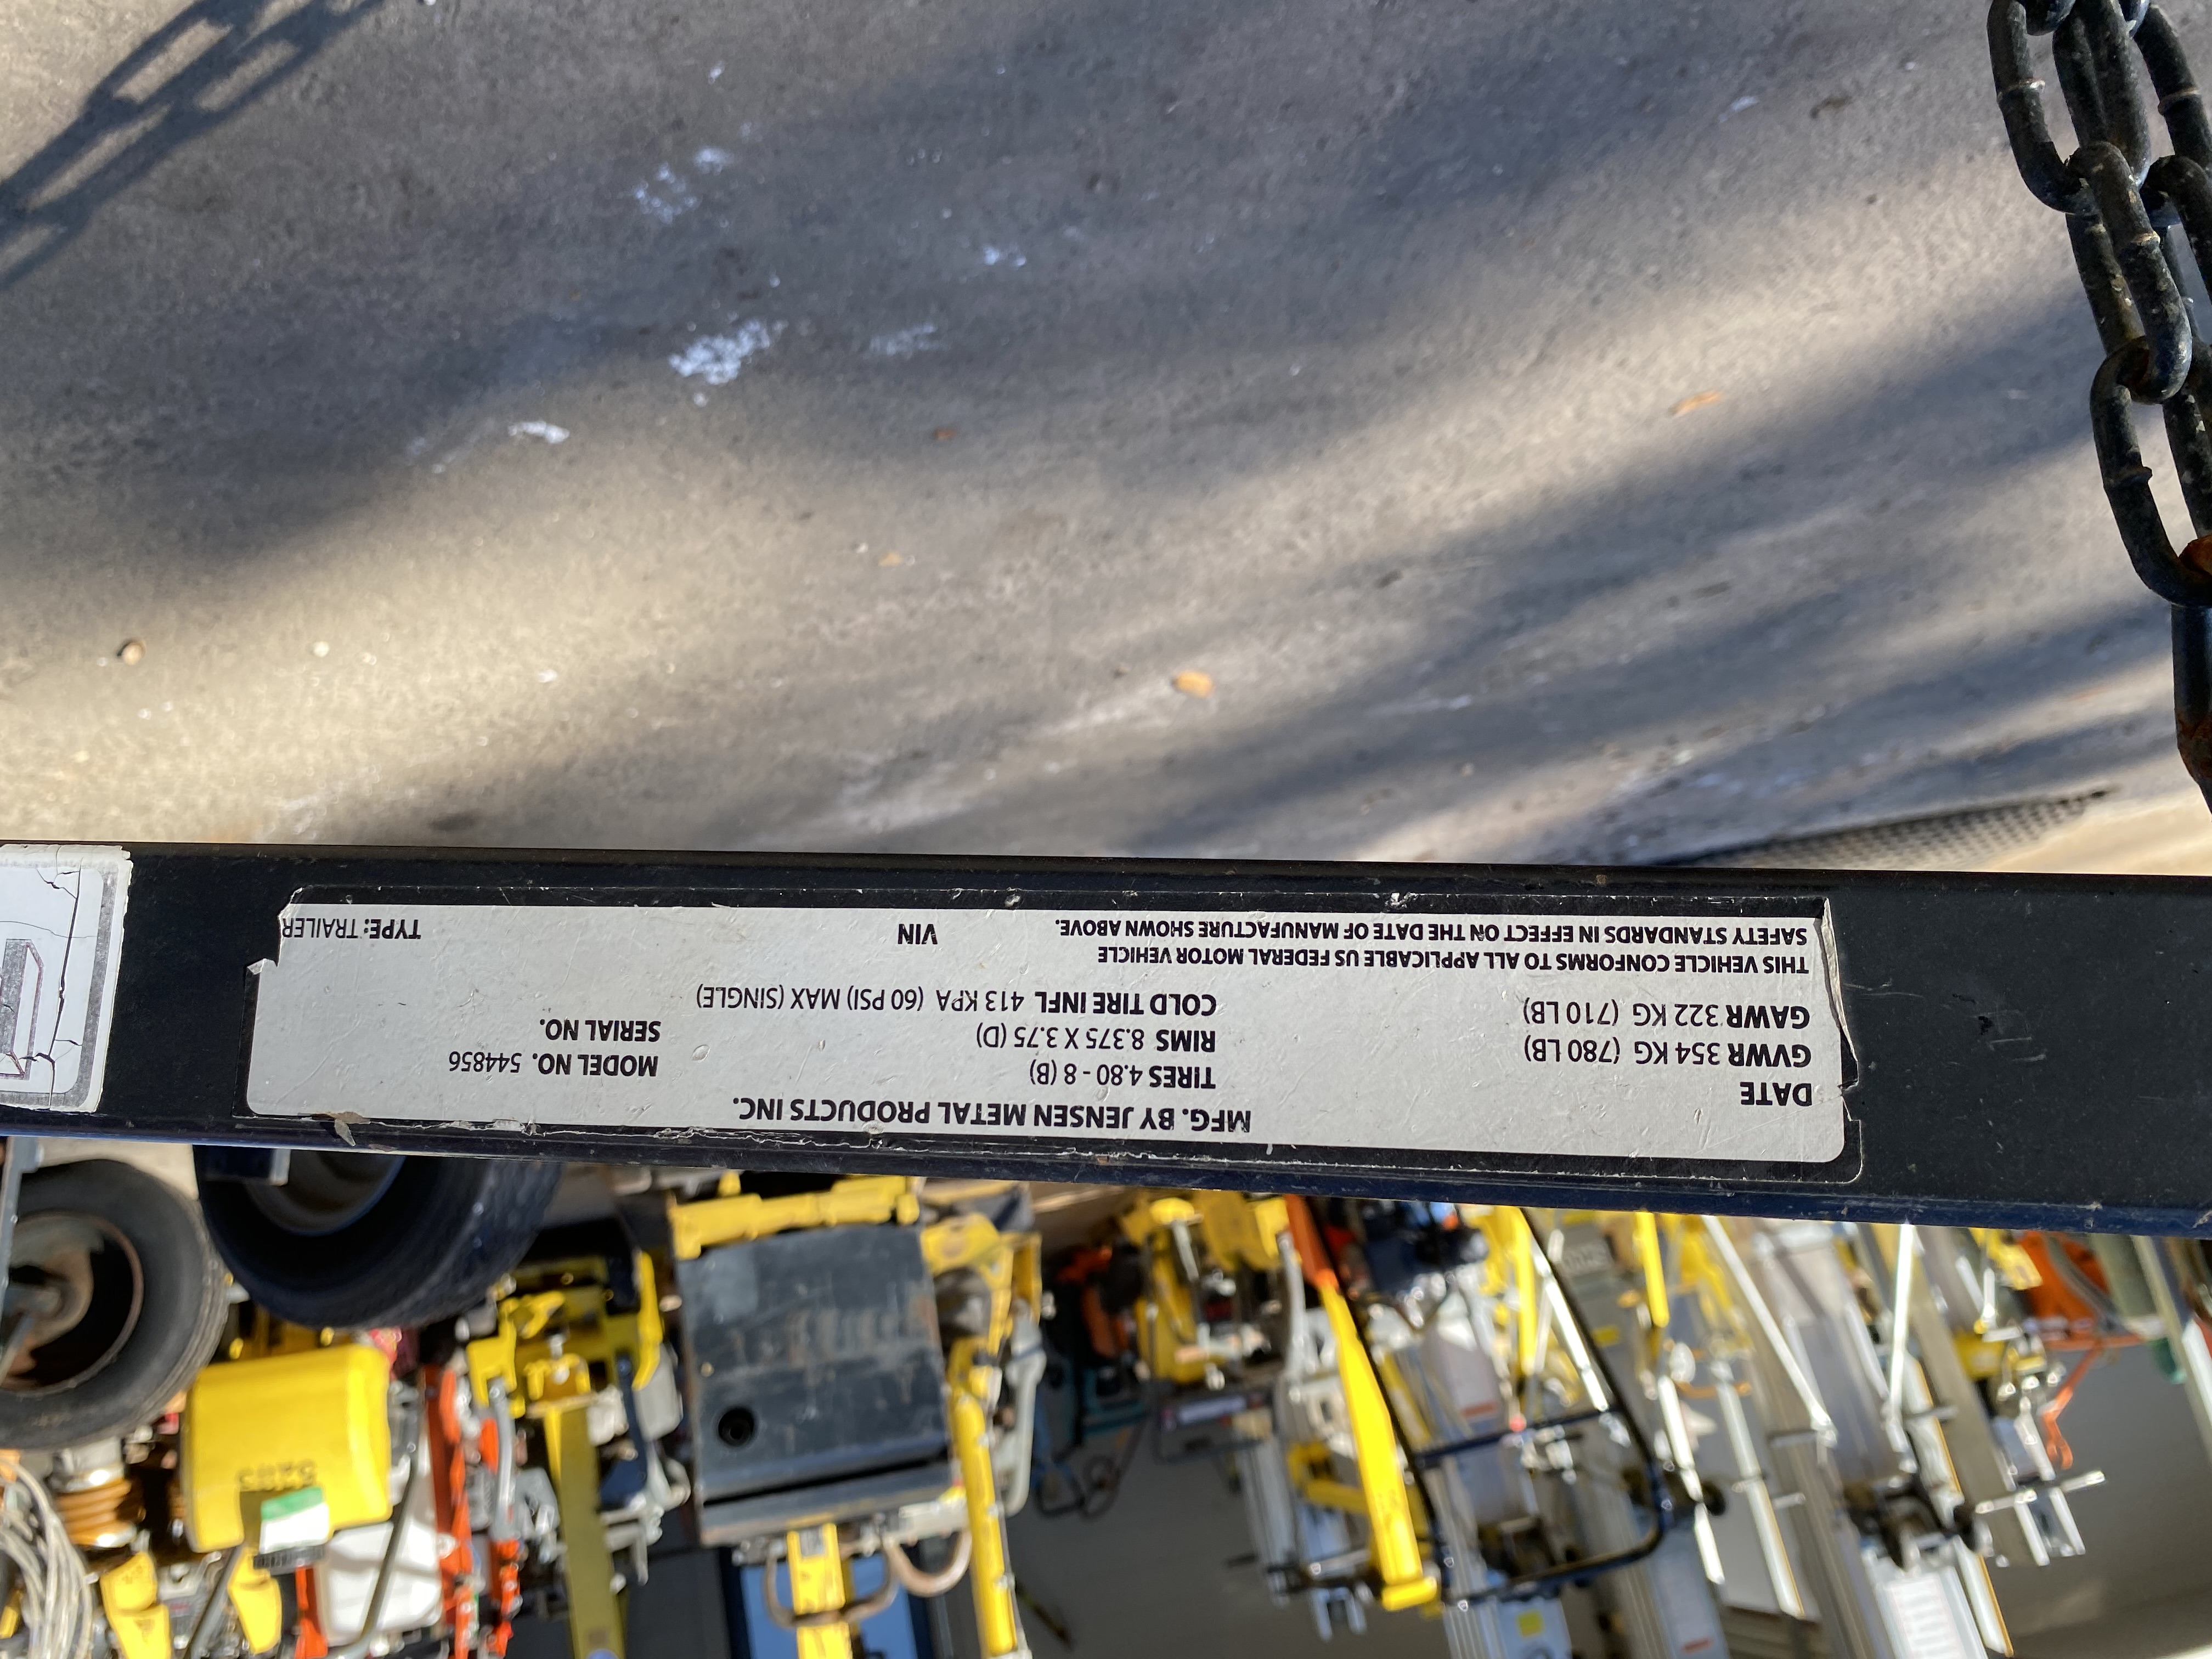 MFG. BY JENSEN METAL PRODUCTS INC.
DATE
GVWR 354 KG (780 LB)
GAWR 322 KG (710 LB)
TIRES 4.80 - 8 (B)
RIMS 8.375 X 3.75 (D)
COLD TIRE INFL 413 KPA (60 PSI) MAX (SINGLE)
MODEL NO. 544856
SERIAL NO.
THIS VEHICLE CONFORMS TO ALL APPLICABLE US FEDERAL MOTOR VEHICLE
SAFETY STANDARDS IN EFFECT ON THE DATE OF MANUFACTURE SHOWN ABOVE.
VIN
TYPE: TRAILER